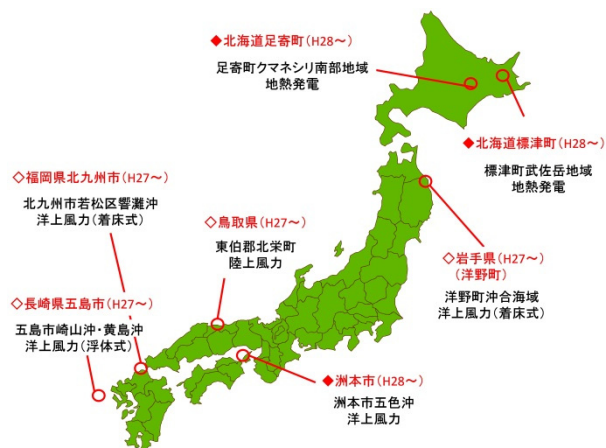 ◆北海道足寄町(H28～)
足寄町クマネシリ南部地域
地熱発電
◆北海道標津町(H28～)
標津町武佐岳地域
地熱発電
◇福岡県北九州市(H27～)
北九州市若松区響灘沖
洋上風力(着床式)
◇鳥取県(H27～)
東伯郡北栄町
陸上風力
◇岩手県(H27～)
(洋野町)
洋野町沖合海域
洋上風力(着床式)
◇長崎県五島市(H27～)
五島市崎山沖・黄島沖
洋上風力(浮体式)
◆洲本市(H28～)
洲本市五色沖
洋上風力